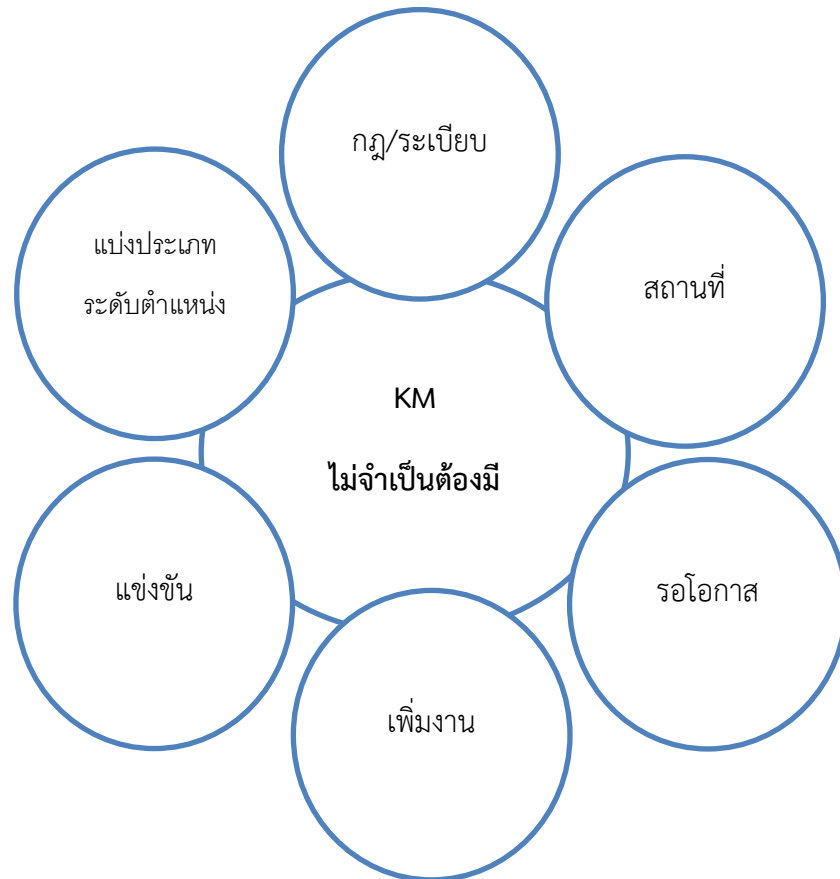 กฎ/ระเบียบ
สถานที่
รอโอกาส
เพิ่มงาน
แข่งขัน
แบ่งประเภท
ระดับตำแหน่ง
KM
ไม่จำเป็นต้องมี